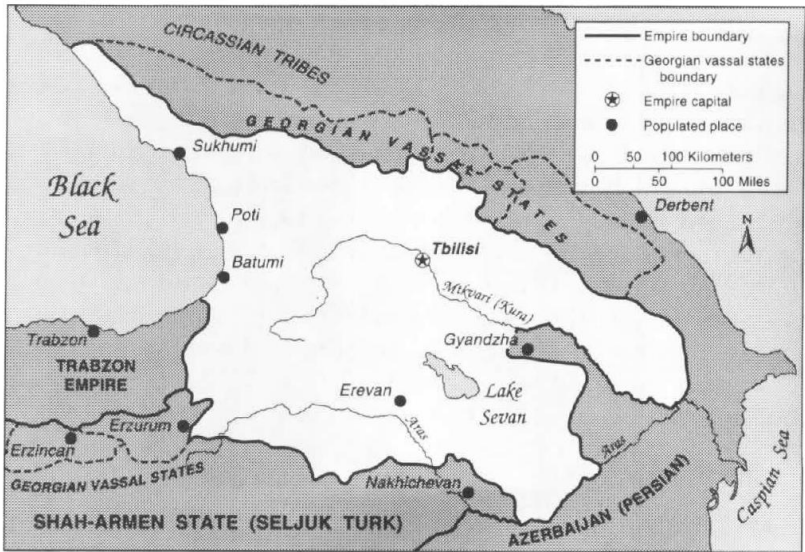 CIRCASSIAN TRIBES
Empire boundary
Georgian vassal states
boundary
Empire capital
Populated place
0 50 100 Kilometers
0 50 100 Miles
GEORGIAN VASSAL STATES
Sukhumi
Black
Sea
Derbent
N
Poti
Tbilisi
Batumi
Mtkvari (Kura)
Trabzon
Gyandzha
TRABZON
EMPIRE
Erevan
Lake
Sevan
Erzurum
Aras
Aras
Erzincan
GEORGIAN VASSAL STATES
Nakhichevan
Caspian Sea
SHAH-ARMEN STATE (SELJUK TURK)
AZERBAIJAN (PERSIAN)